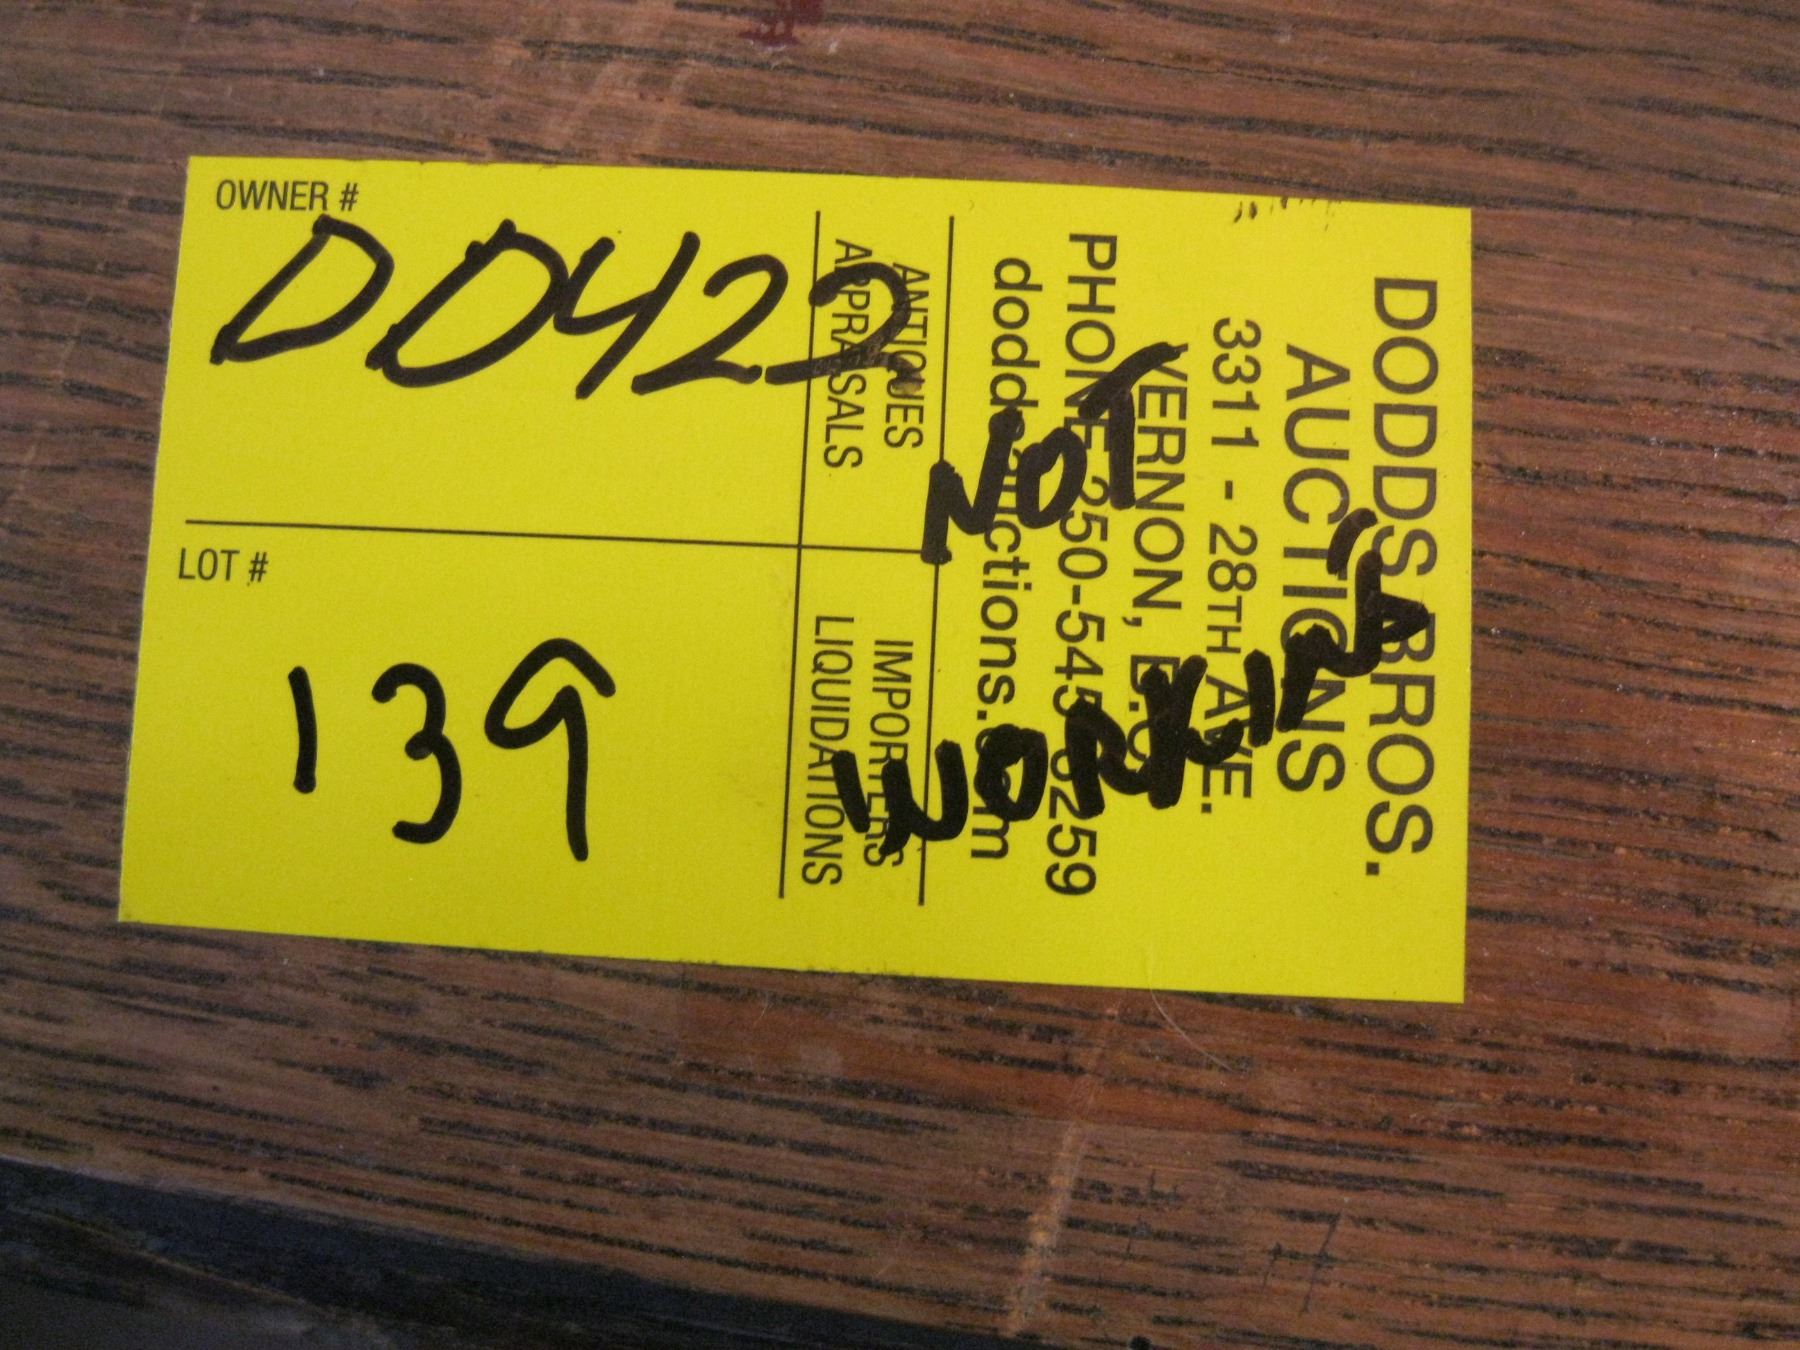 OWNER #
DD422
LOT #
139
DODDS BROS.
AUCTIONS
3311 - 28TH AVE.
VERNON, B.C.
PHONE 250-545-3259
doddsauctions.com
ANTIQUES
APPRAISALS
IMPORTERS
LIQUIDATIONS
NOT
WORKING